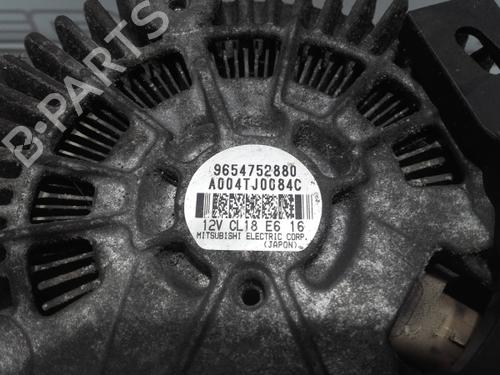 9654752880
A004TJ0084C
12V CL18 E6 16
MITSUBISHI ELECTRIC CORP.
(JAPON)
B-PARTS